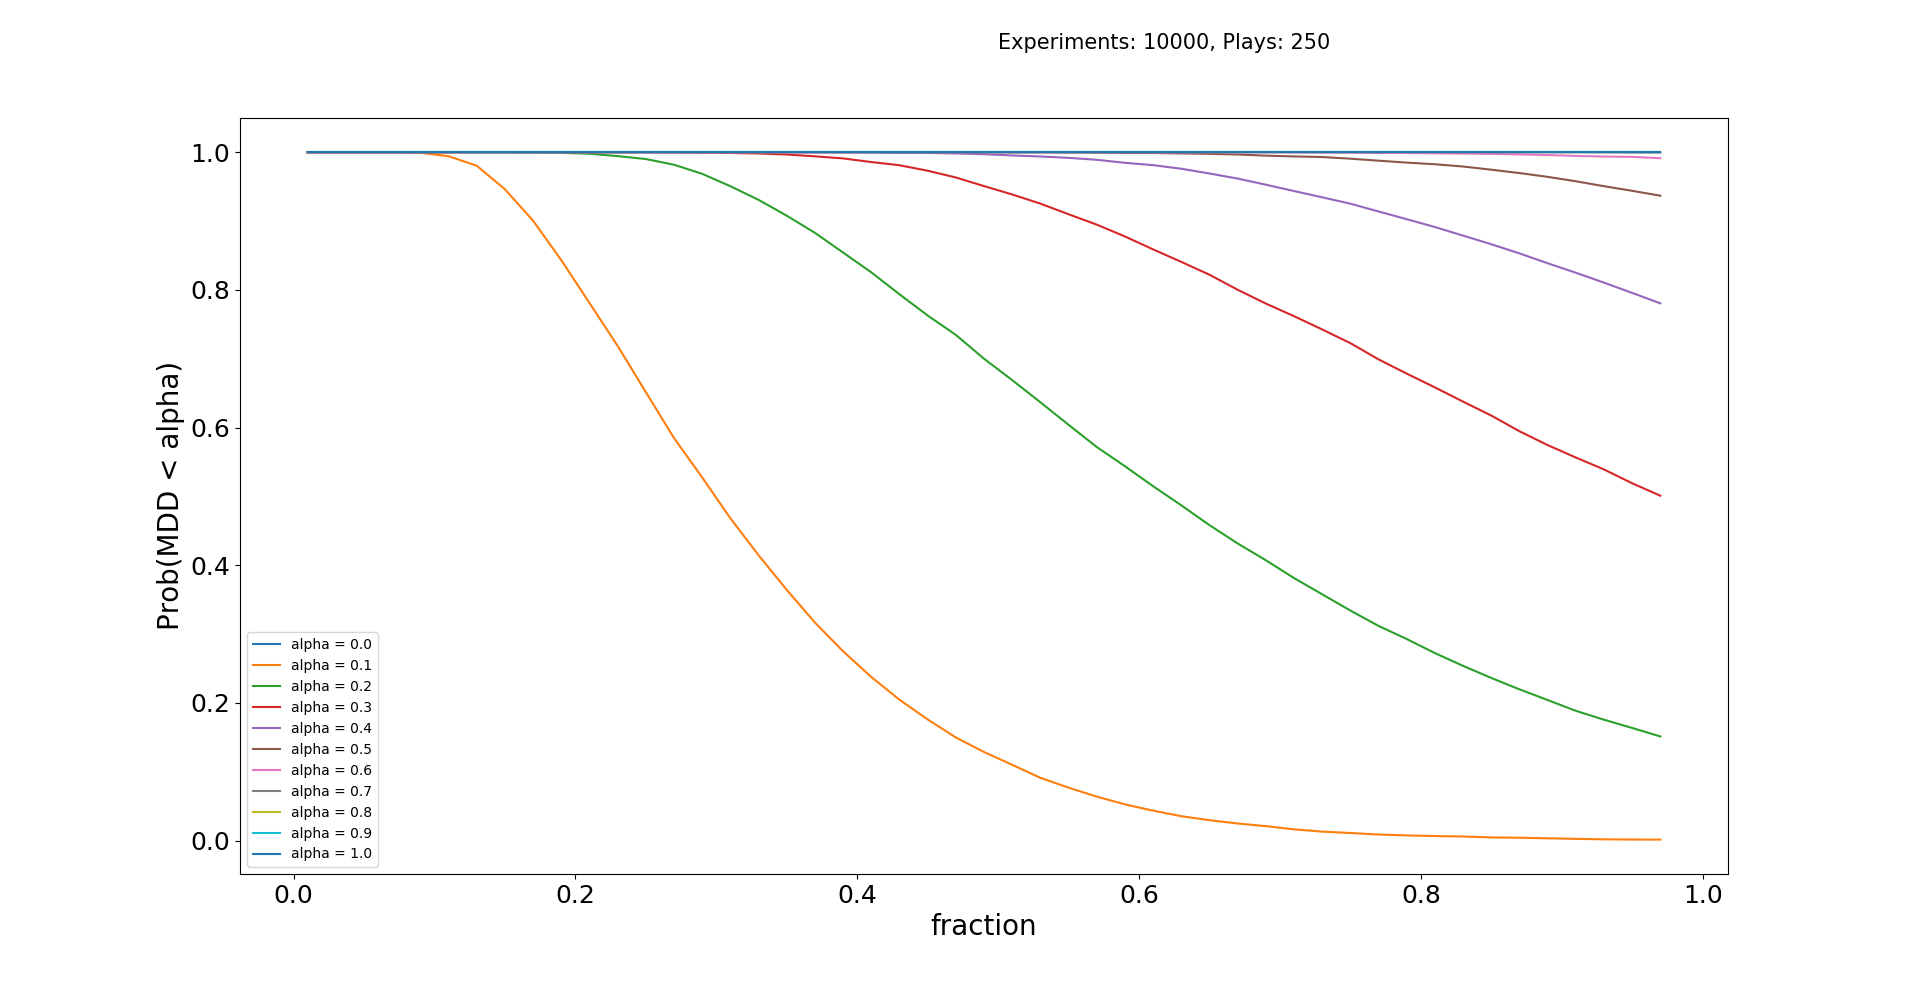 Experiments: 10000, Plays: 250
1.0
0.8
0.6
0.4
0.2
0.0
Prob(MDD < alpha)
alpha = 0.0
alpha = 0.1
alpha = 0.2
alpha = 0.3
alpha = 0.4
alpha = 0.5
alpha = 0.6
alpha = 0.7
alpha = 0.8
alpha = 0.9
alpha = 1.0
0.0 0.2 0.4 0.6 0.8 1.0
fraction